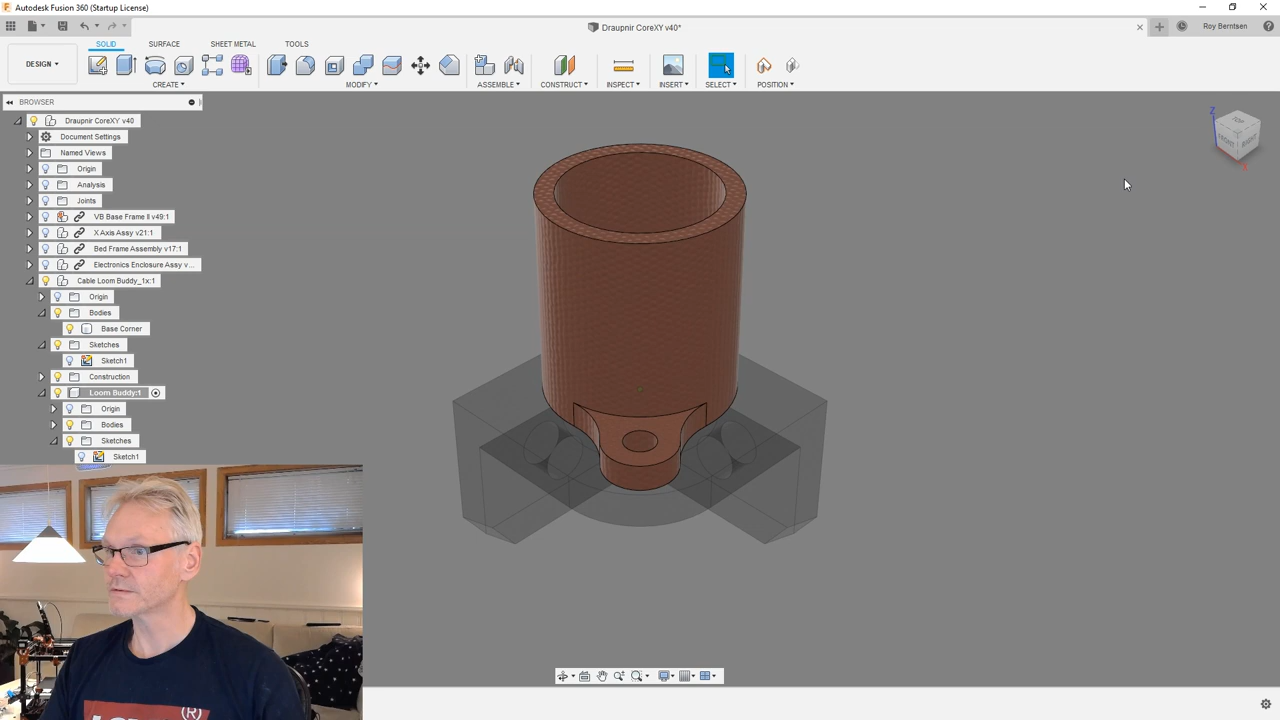 Autodesk Fusion 360 (Startup License)
Draupnir CoreXY v40*
Roy Berntsen
SOLID SURFACE SHEET METAL TOOLS
DESIGN
CREATE MODIFY ASSEMBLE CONSTRUCT INSPECT INSERT SELECT POSITION
BROWSER
Draupnir CoreXY v40
Document Settings
Named Views
Origin
Analysis
Joints
VB Base Frame II v49:1
X Axis Assy v21:1
Bed Frame Assembly v17:1
Electronics Enclosure Assy v...
Cable Loom Buddy_1x:1
Origin
Bodies
Base Corner
Sketches
Sketch1
Construction
Loom Buddy:1
Origin
Bodies
Sketches
Sketch1
Z
TOP
FRONT
RIGHT
X
®